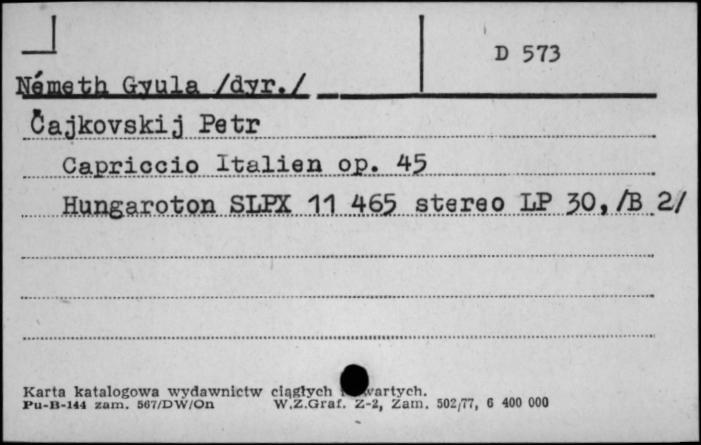 D 573
Németh Gyula /dyr./
Čajkovskij Petr
Capriccio Italien op. 45
Hungaroton SLPX 11 465 stereo LP 30, /B 2/
Karta katalogowa wydawnictw ciągłych wartych.
Pu-B-144 zam. 567/DW/On W.Z.Graf. Z-2, Zam. 502/77, 6 400 000